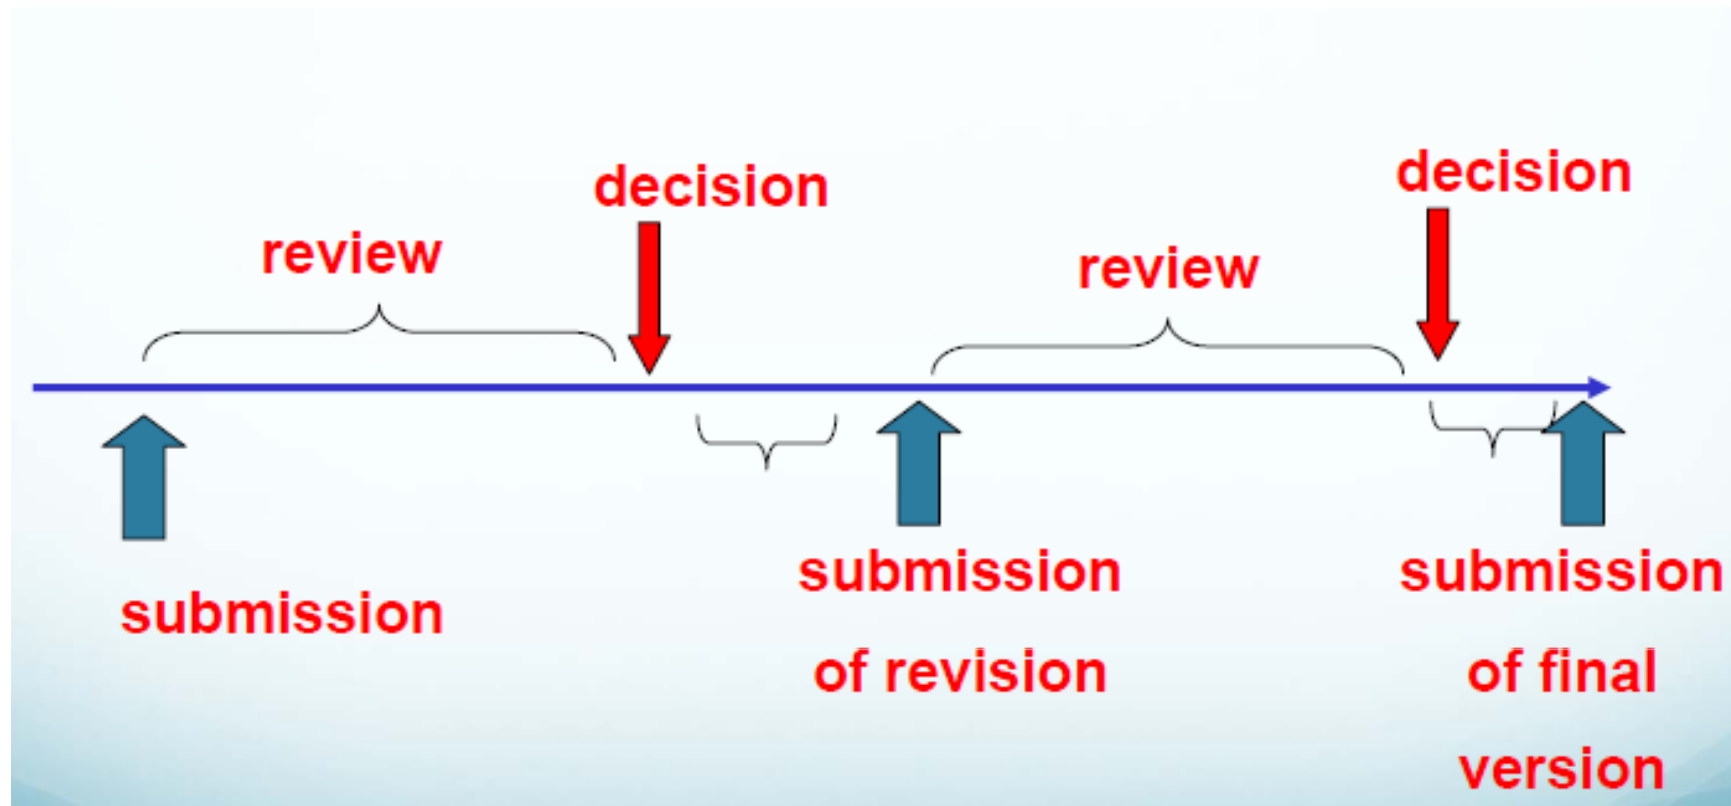 decision
decision
review
review
submission
submission
of revision
submission
of final
version